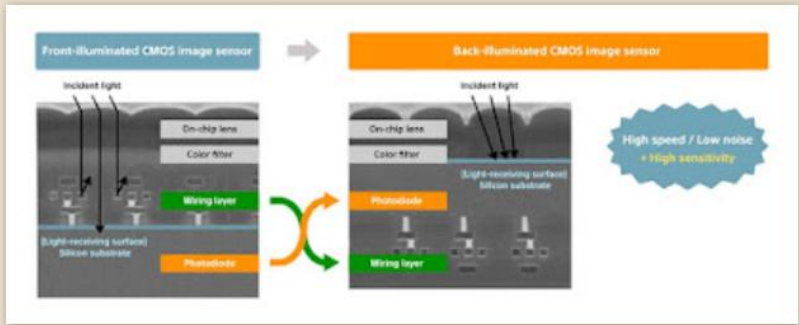 Front-illuminated CMOS image sensor
Back-illuminated CMOS image sensor
Incident light
On-chip lens
Color filter
Wiring layer
(Light-receiving surface)
Silicon substrate
Photodiode
Incident light
On-chip lens
Color filter
(Light-receiving surface)
Silicon substrate
Photodiode
Wiring layer
High speed / Low noise
+ High sensitivity